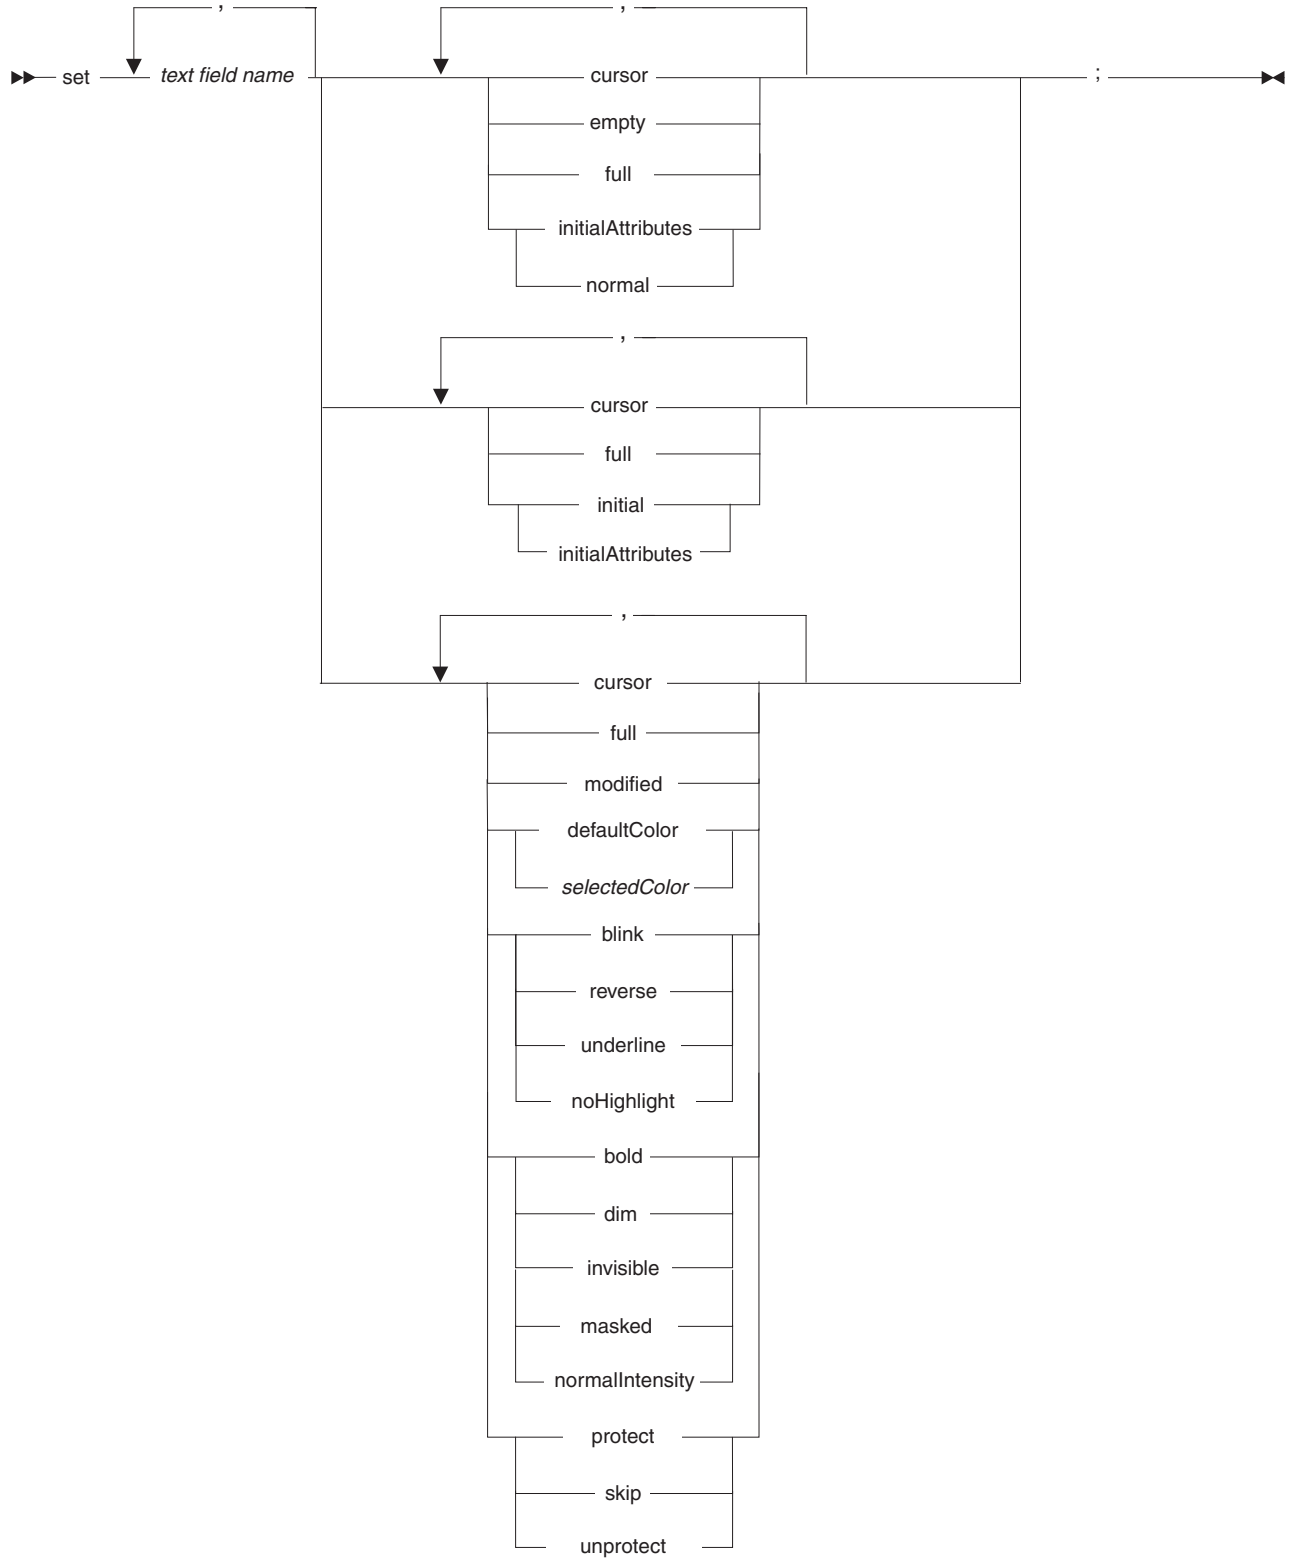 , ,
set text field name cursor ;
empty
full
initialAttributes
normal
,
cursor
full
initial
initialAttributes
,
cursor
full
modified
defaultColor
selectedColor
blink
reverse
underline
noHighlight
bold
dim
invisible
masked
normalIntensity
protect
skip
unprotect